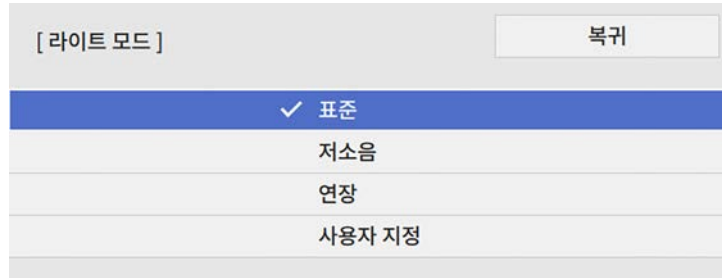 [ 라이트 모드 ]
복귀
✓ 표준
저소음
연장
사용자 지정